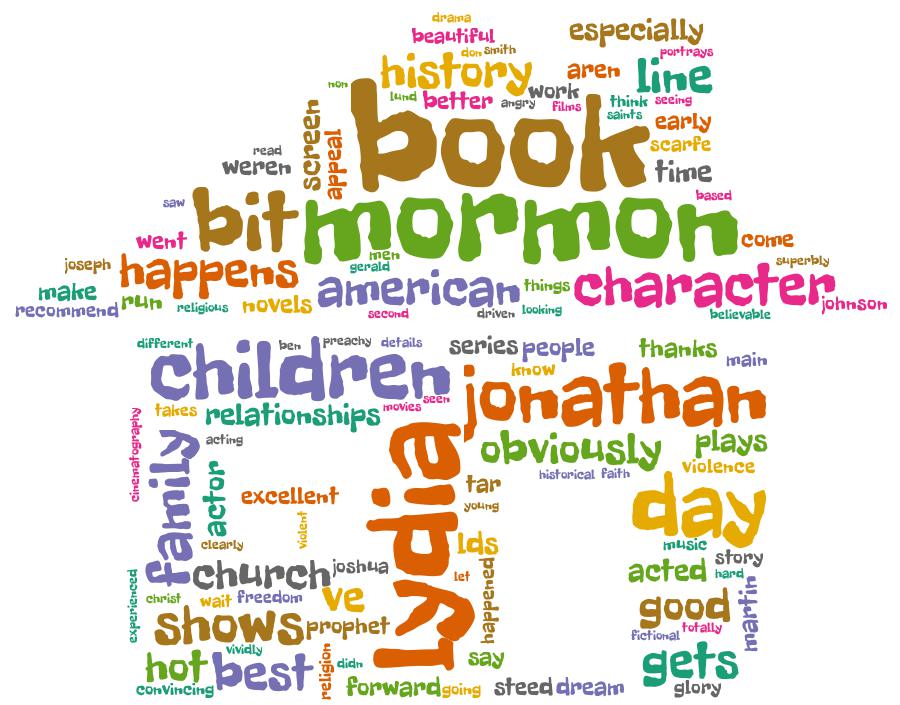 drama
beautiful
especially
don smith
portrays
history
aren
line
non
lund
better
angry
work
films
think
seeing
saints
book
screen
appeal
early
scarfe
read
weren
time
saw
bit
mormon
based
went
men
come
joseph
happens
gerald
superbly
make
american
things
character
recommend
run
religious
novels
second
driven
looking
believable
johnson
different
children
ben
preachy
details
series
people
thanks
main
know
jonathan
takes
relationships
movies
seen
cinematography
family
acting
actor
obviously
plays
historical
faith
violence
excellent
lydia
tar
young
day
clearly
violent
lds
music
story
church
joshua
let
acted
hard
experienced
christ
wait
freedom
ve
happened
good
martin
shows
prophet
fictional
totally
vividly
hot
best
religion
didn
say
gets
convincing
forward
going
steed
dream
glory